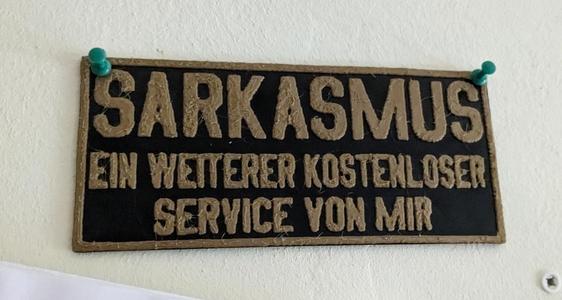 SARKASMUS
EIN WEITERER KOSTENLOSER
SERVICE VON MIR